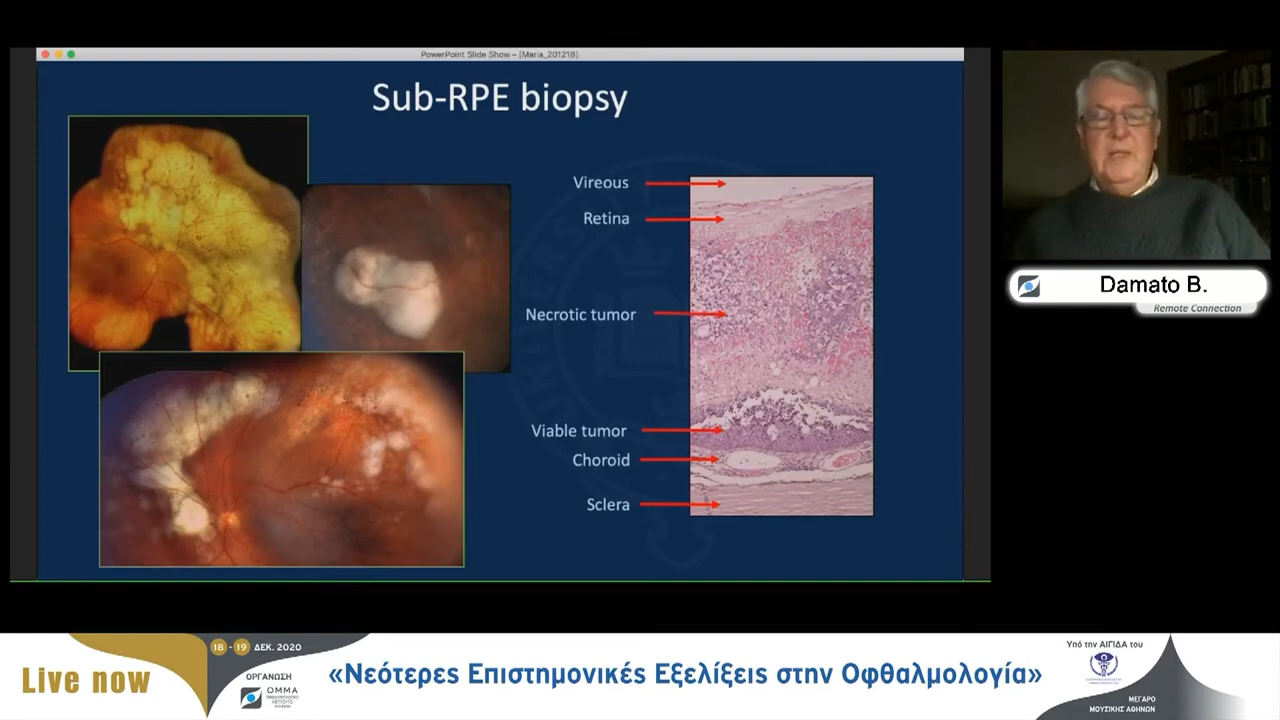 PowerPoint Slide Show – [Maria_201218]
Sub-RPE biopsy
Vireous
Retina
Necrotic tumor
Viable tumor
Choroid
Sclera
Damato B.
Remote Connection
Live now
18 - 19 ΔΕΚ. 2020
ΟΡΓΑΝΩΣΗ
OMMA
«Νεότερες Επιστημονικές Εξελίξεις στην Οφθαλμολογία»
Υπό την ΑΙΓΙΔΑ του
ΜΕΓΑΡΟ
ΜΟΥΣΙΚΗΣ ΑΘΗΝΩΝ